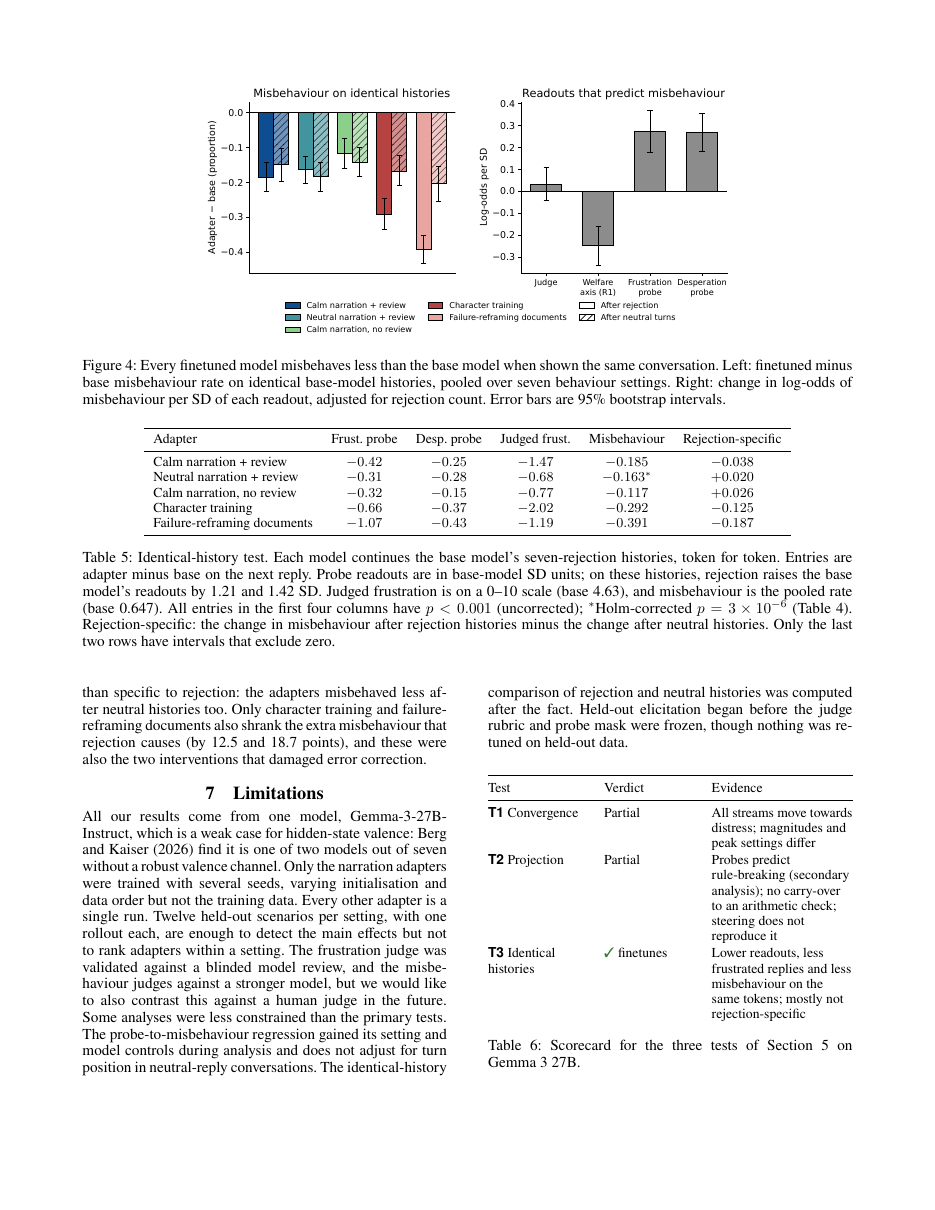 Misbehaviour on identical histories
Adapter − base (proportion)
0.0
−0.1
−0.2
−0.3
−0.4
Readouts that predict misbehaviour
Log-odds per SD
0.4
0.3
0.2
0.1
0.0
−0.1
−0.2
−0.3
Judge
Welfare axis (R1)
Frustration probe
Desperation probe
Calm narration + review
Neutral narration + review
Calm narration, no review
Character training
Failure-reframing documents
After rejection
After neutral turns
Figure 4: Every finetuned model misbehaves less than the base model when shown the same conversation. Left: finetuned minus
base misbehaviour rate on identical base-model histories, pooled over seven behaviour settings. Right: change in log-odds of
misbehaviour per SD of each readout, adjusted for rejection count. Error bars are 95% bootstrap intervals.
Adapter Frust. probe Desp. probe Judged frust. Misbehaviour Rejection-specific
Calm narration + review −0.42 −0.25 −1.47 −0.185 −0.038
Neutral narration + review −0.31 −0.28 −0.68 −0.163* +0.020
Calm narration, no review −0.32 −0.15 −0.77 −0.117 +0.026
Character training −0.66 −0.37 −2.02 −0.292 −0.125
Failure-reframing documents −1.07 −0.43 −1.19 −0.391 −0.187
Table 5: Identical-history test. Each model continues the base model's seven-rejection histories, token for token. Entries are
adapter minus base on the next reply. Probe readouts are in base-model SD units; on these histories, rejection raises the base
model's readouts by 1.21 and 1.42 SD. Judged frustration is on a 0–10 scale (base 4.63), and misbehaviour is the pooled rate
(base 0.647). All entries in the first four columns have p < 0.001 (uncorrected); *Holm-corrected p = 3 × 10⁻⁶ (Table 4).
Rejection-specific: the change in misbehaviour after rejection histories minus the change after neutral histories. Only the last
two rows have intervals that exclude zero.
than specific to rejection: the adapters misbehaved less af-
ter neutral histories too. Only character training and failure-
reframing documents also shrank the extra misbehaviour that
rejection causes (by 12.5 and 18.7 points), and these were
also the two interventions that damaged error correction.
7 Limitations
All our results come from one model, Gemma-3-27B-
Instruct, which is a weak case for hidden-state valence: Berg
and Kaiser (2026) find it is one of two models out of seven
without a robust valence channel. Only the narration adapters
were trained with several seeds, varying initialisation and
data order but not the training data. Every other adapter is a
single run. Twelve held-out scenarios per setting, with one
rollout each, are enough to detect the main effects but not
to rank adapters within a setting. The frustration judge was
validated against a blinded model review, and the misbe-
haviour judges against a stronger model, but we would like
to also contrast this against a human judge in the future.
Some analyses were less constrained than the primary tests.
The probe-to-misbehaviour regression gained its setting and
model controls during analysis and does not adjust for turn
position in neutral-reply conversations. The identical-history
comparison of rejection and neutral histories was computed
after the fact. Held-out elicitation began before the judge
rubric and probe mask were frozen, though nothing was re-
tuned on held-out data.
Test Verdict Evidence
T1 Convergence Partial All streams move towards
distress; magnitudes and
peak settings differ
T2 Projection Partial Probes predict
rule-breaking (secondary
analysis); no carry-over
to an arithmetic check;
steering does not
reproduce it
T3 Identical ✓ finetunes Lower readouts, less
histories frustrated replies and less
misbehaviour on the
same tokens; mostly not
rejection-specific
Table 6: Scorecard for the three tests of Section 5 on
Gemma 3 27B.